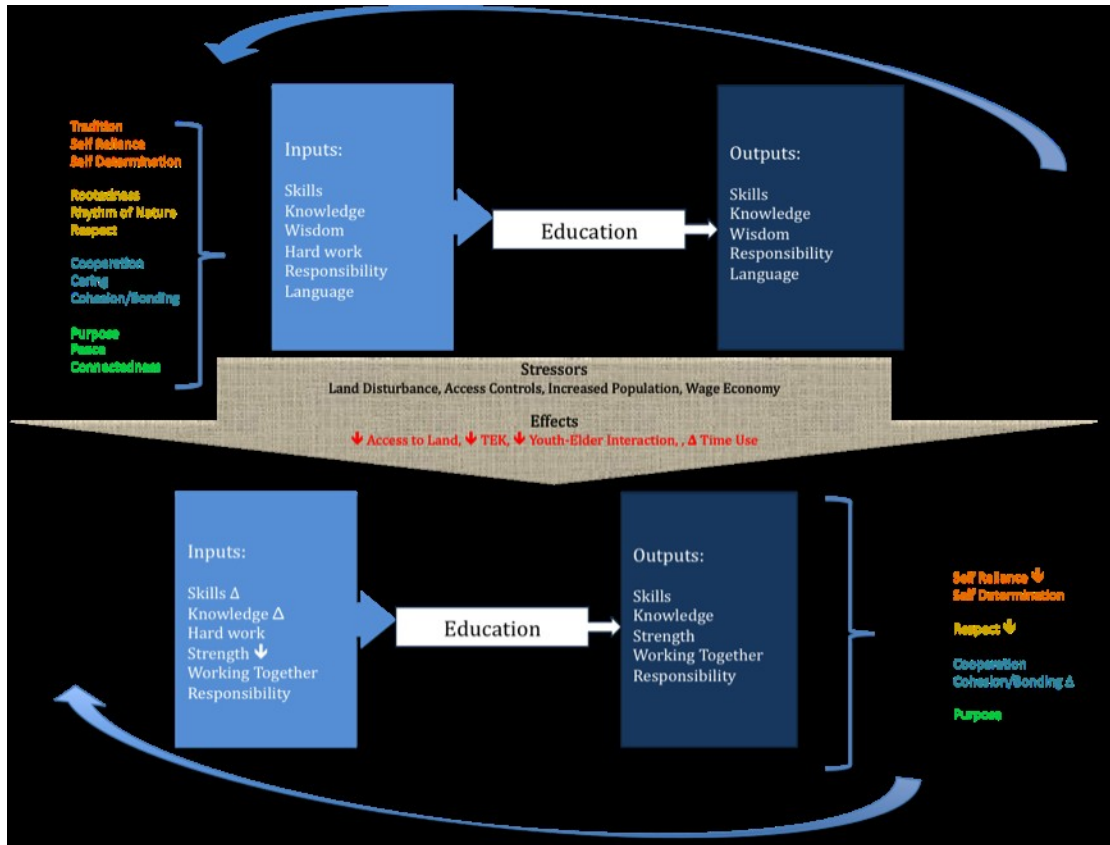 Tradition
Self Reliance
Self Determination
Rootedness
Rhythm of Nature
Respect
Cooperation
Caring
Cohesion/Bonding
Purpose
Peace
Connectedness
Inputs:
Skills
Knowledge
Wisdom
Hard work
Responsibility
Language
Education
Outputs:
Skills
Knowledge
Wisdom
Responsibility
Language
Stressors
Land Disturbance, Access Controls, Increased Population, Wage Economy
Effects
↓ Access to Land, ↓ TEK, ↓ Youth-Elder Interaction, , Δ Time Use
Inputs:
Skills Δ
Knowledge Δ
Hard work
Strength ↓
Working Together
Responsibility
Education
Outputs:
Skills
Knowledge
Strength
Working Together
Responsibility
Self Reliance ↓
Self Determination
Respect ↓
Cooperation
Cohesion/Bonding Δ
Purpose